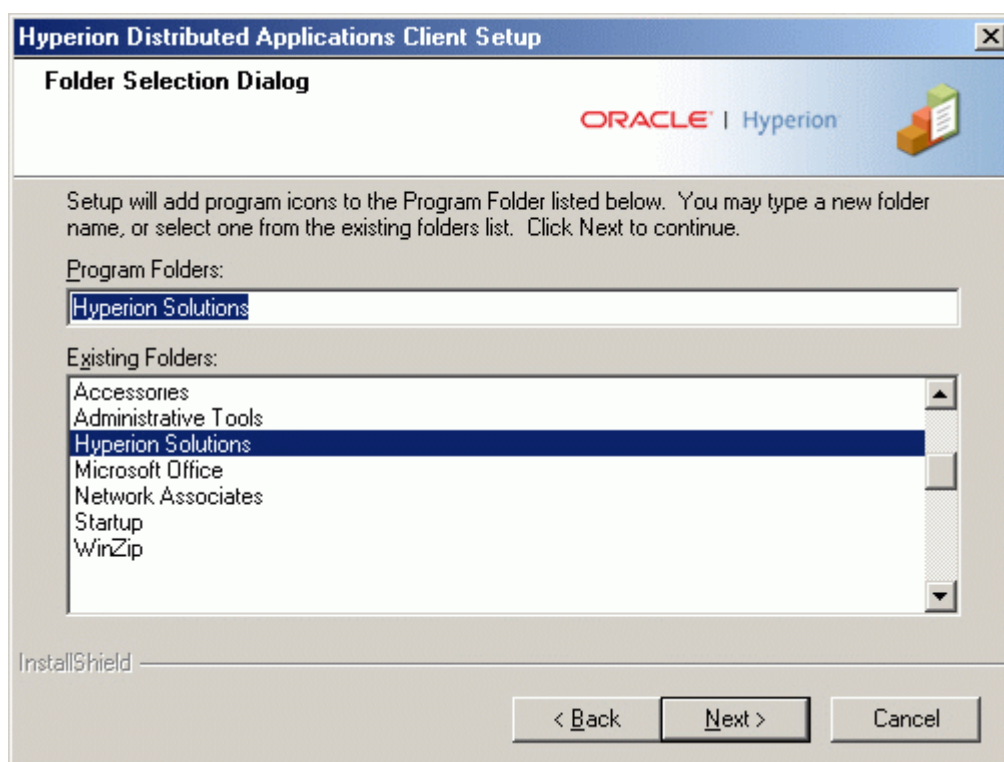 Hyperion Distributed Applications Client Setup
Folder Selection Dialog
ORACLE | Hyperion
Setup will add program icons to the Program Folder listed below. You may type a new folder
name, or select one from the existing folders list. Click Next to continue.
Program Folders:
Hyperion Solutions
Existing Folders:
Accessories
Administrative Tools
Hyperion Solutions
Microsoft Office
Network Associates
Startup
WinZip
InstallShield
< Back Next > Cancel